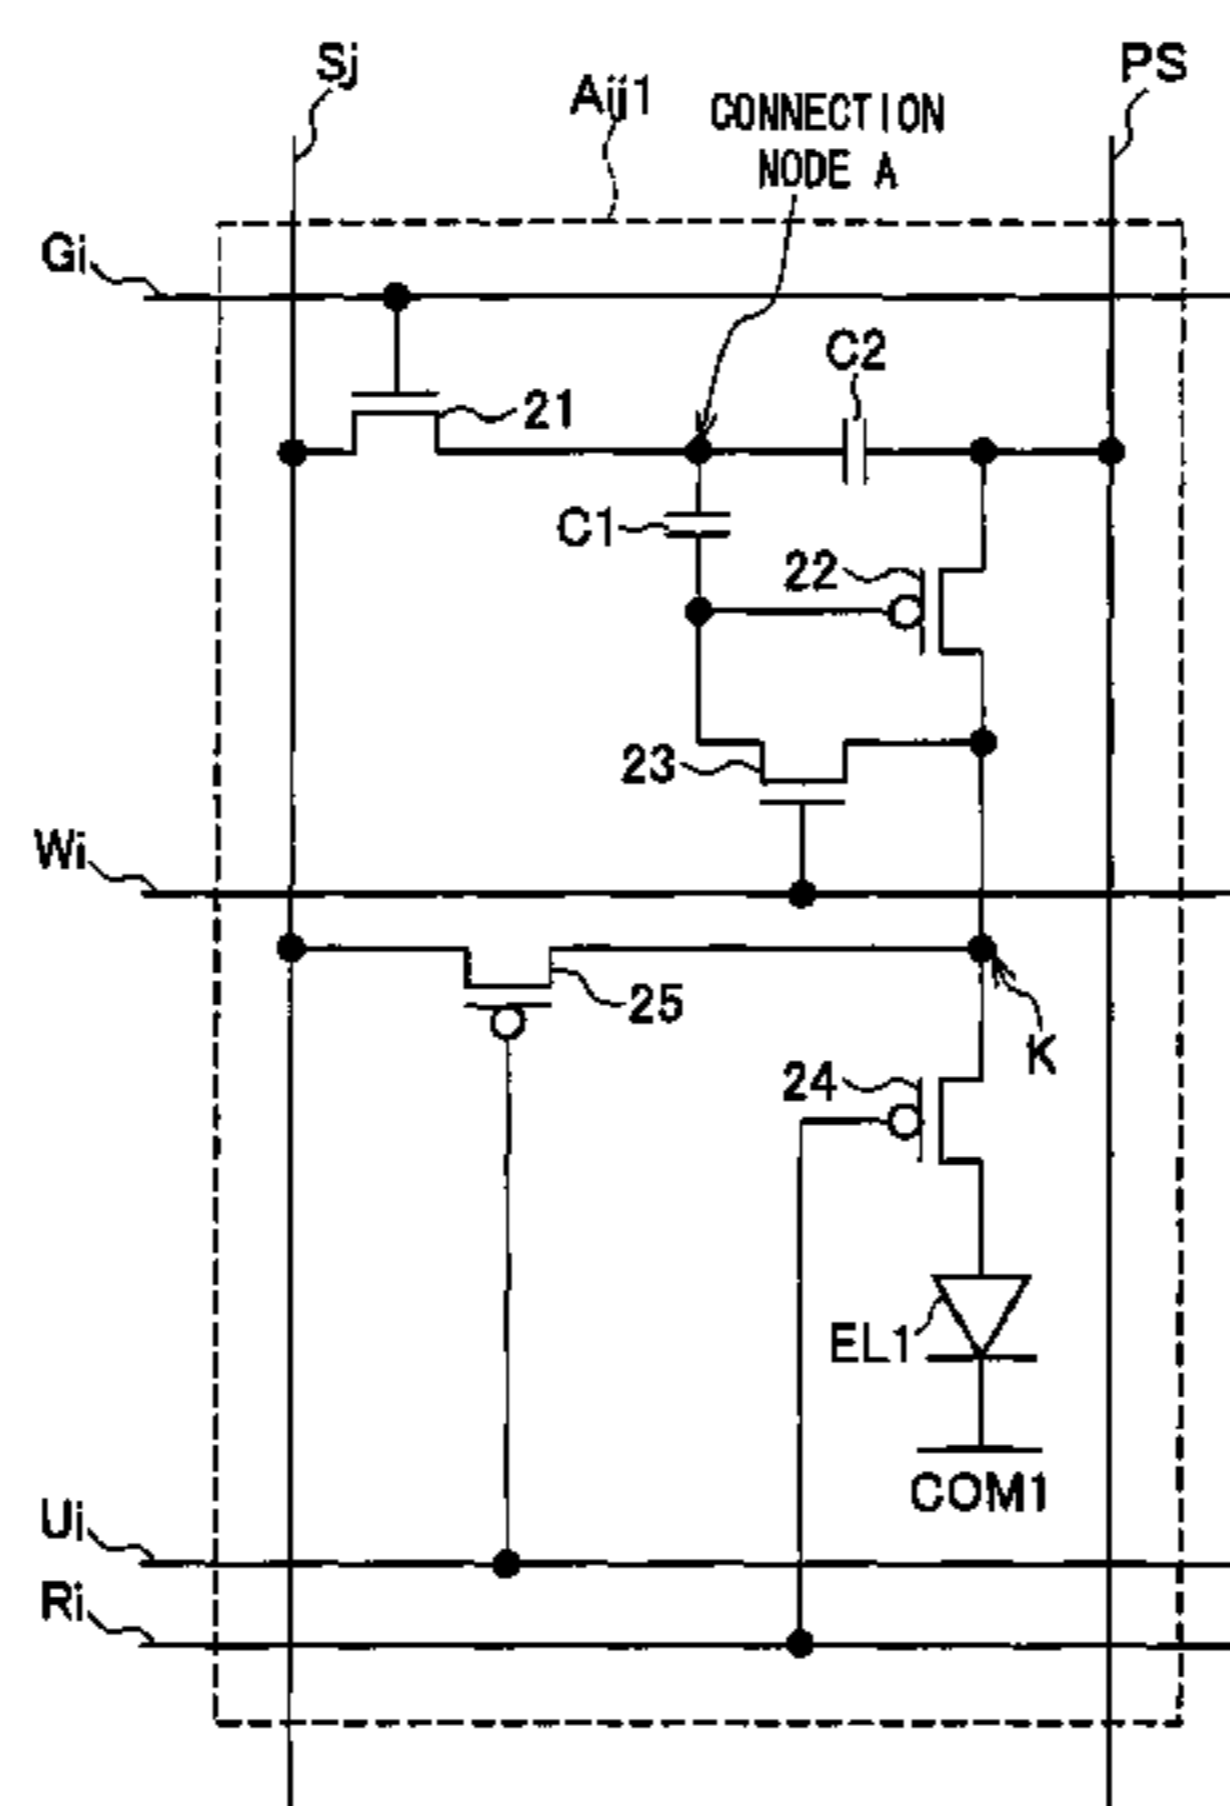 Sj
PS
Aij1
CONNECTION
NODE A
Gi
C2
21
C1
22
23
Wi
25
K
24
EL1
COM1
Ui
Ri